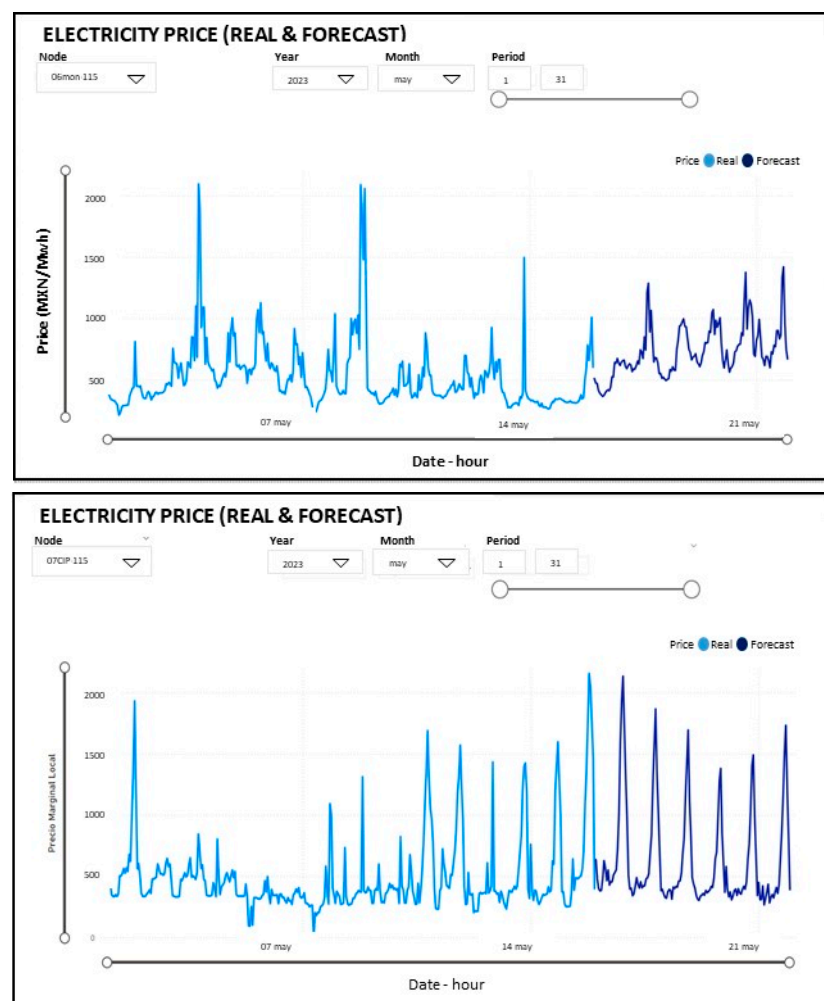 ELECTRICITY PRICE (REAL & FORECAST)
Node Year Month Period
06mon 115 2023 may 1 31
Price Real Forecast
2000
1500
1000
500
Price (MXN/Mwh)
07 may 14 may 21 may
Date - hour
ELECTRICITY PRICE (REAL & FORECAST)
Node Year Month Period
07CIP 115 2023 may 1 31
Price Real Forecast
2000
1500
1000
500
0
Precio Marginal Local
07 may 14 may 21 may
Date - hour